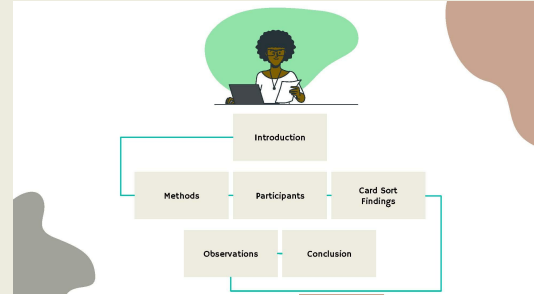 Introduction
Methods
Participants
Card Sort
Findings
Observations
Conclusion